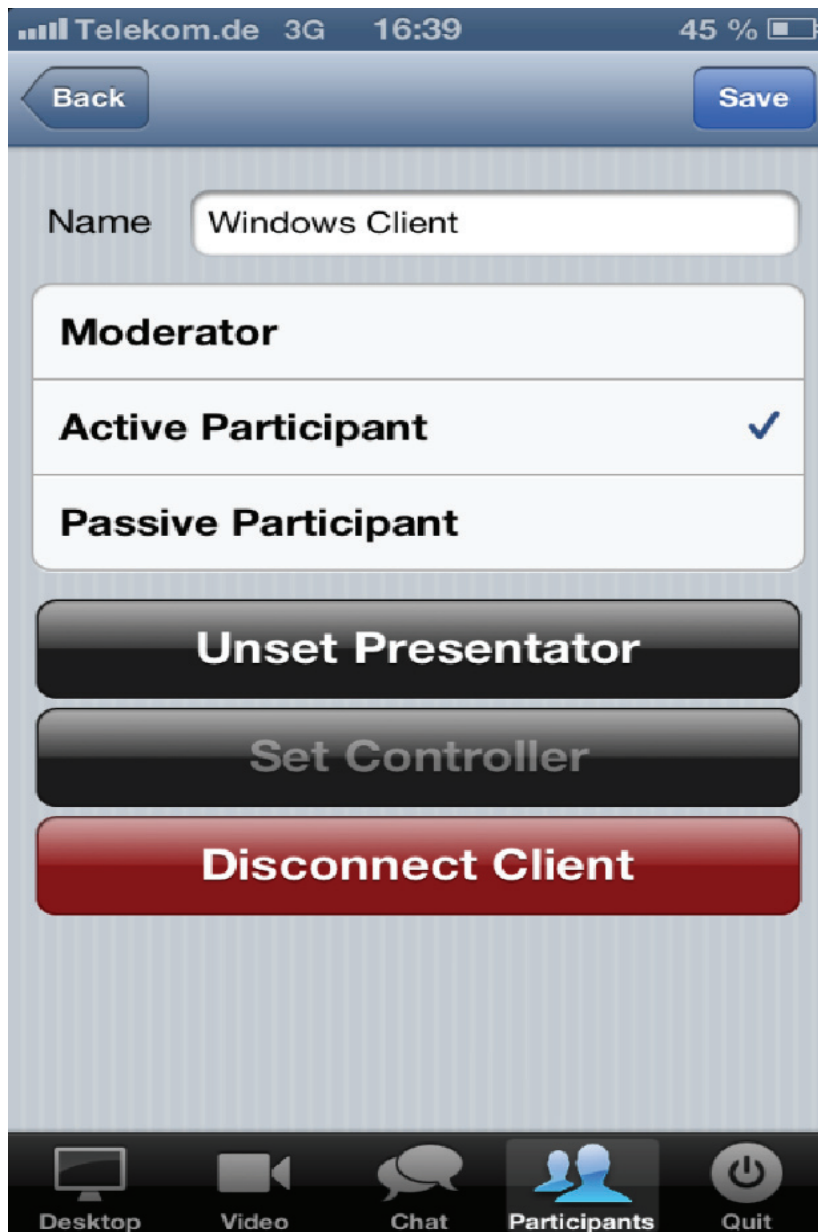 Telekom.de 3G 16:39 45 %
Back Save
Name Windows Client
Moderator
Active Participant
Passive Participant
Unset Presentator
Set Controller
Disconnect Client
Desktop Video Chat Participants Quit